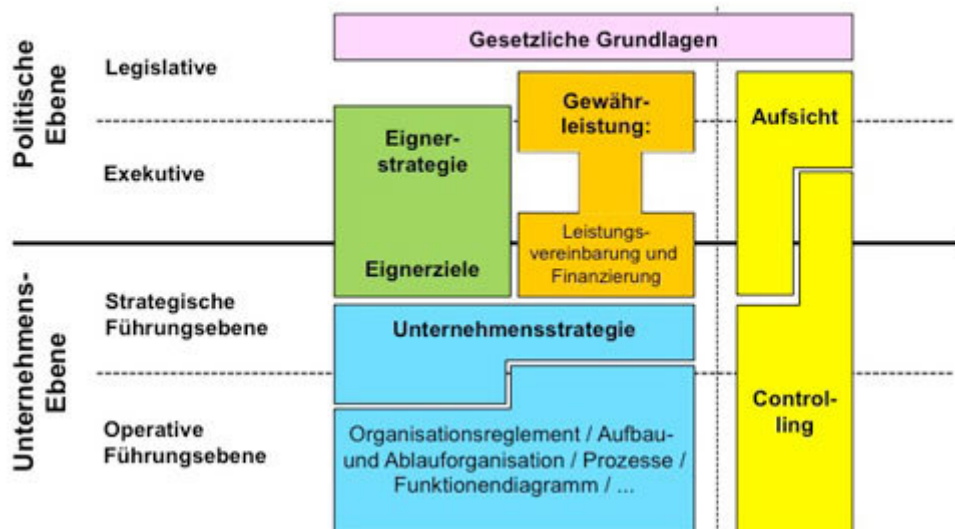 Politische
Ebene
Unternehmens-
Ebene
Legislative
Exekutive
Strategische
Führungsebene
Operative
Führungsebene
Gesetzliche Grundlagen
Eigner-
strategie
Eignerziele
Gewähr-
leistung:
Leistungs-
vereinbarung und
Finanzierung
Aufsicht
Unternehmensstrategie
Organisationsreglement / Aufbau-
und Ablauforganisation / Prozesse /
Funktionendiagramm / ...
Control-
ling